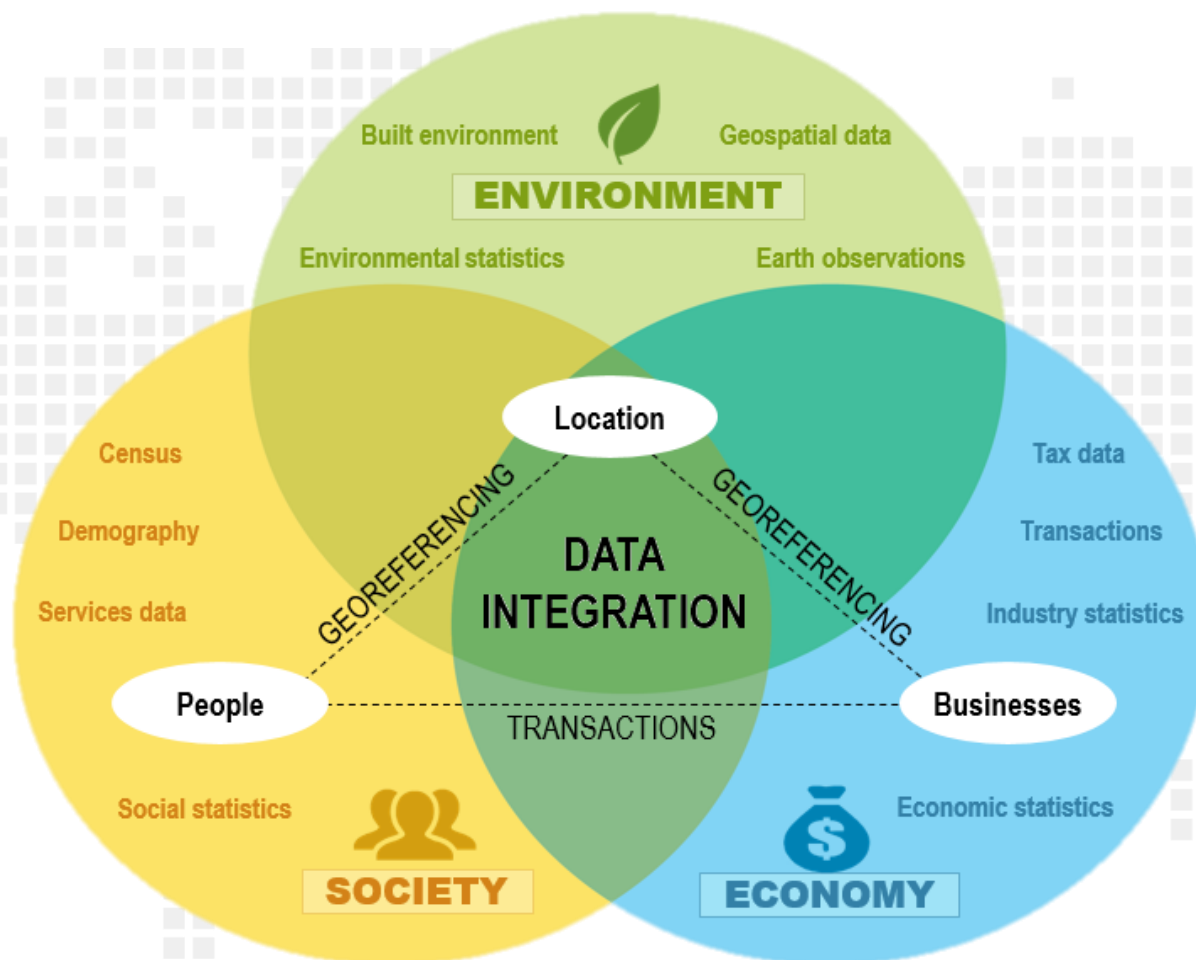 Built environment
Geospatial data
ENVIRONMENT
Environmental statistics
Earth observations
Location
Census
Tax data
Demography
Transactions
GEOREFERENCING
GEOREFERENCING
DATA
INTEGRATION
Services data
Industry statistics
People
Businesses
TRANSACTIONS
Social statistics
Economic statistics
$
SOCIETY
ECONOMY